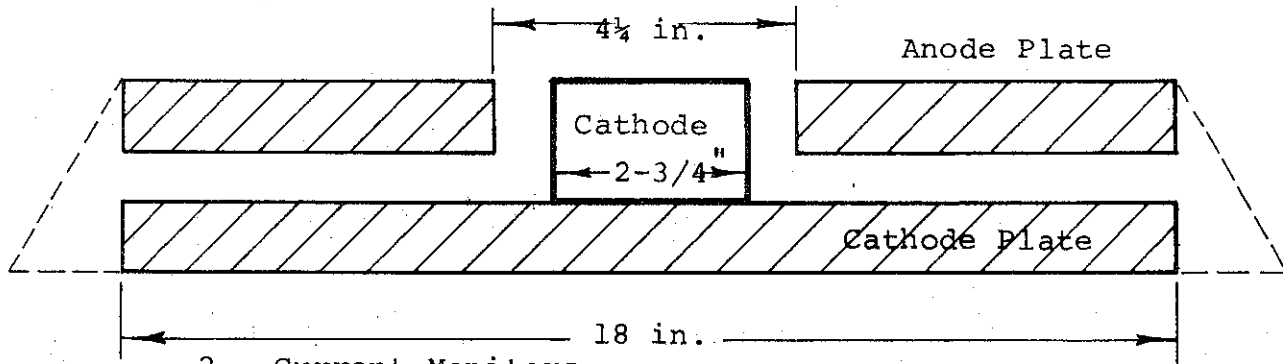 4¼ in.
Anode Plate
Cathode
2-3/4"
Cathode Plate
18 in.